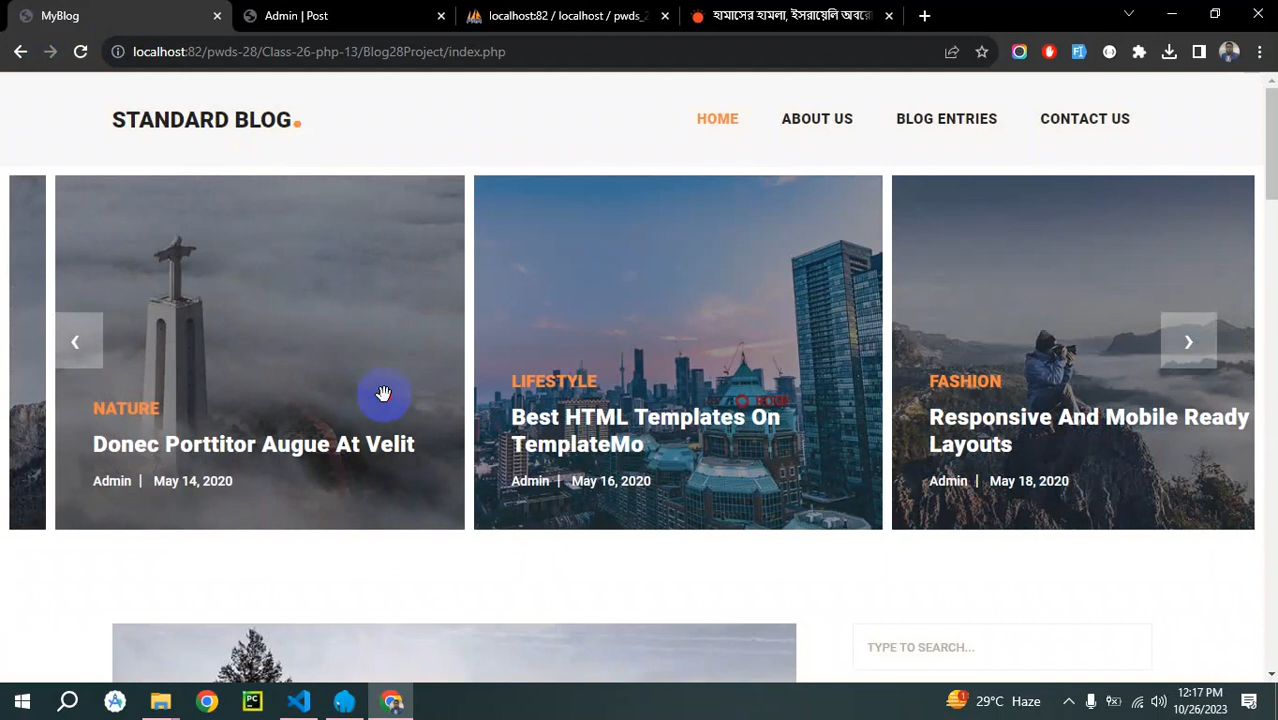 MyBlog
Admin | Post
localhost:82 / localhost / pwds_2
হামাসের হামলা, ইসরায়েলি অবরো
localhost:82/pwds-28/Class-26-php-13/Blog28Project/index.php
STANDARD BLOG.
HOME
ABOUT US
BLOG ENTRIES
CONTACT US
NATURE
Donec Porttitor Augue At Velit
Admin | May 14, 2020
LIFESTYLE
Best HTML Templates On
TemplateMo
Admin | May 16, 2020
FASHION
Responsive And Mobile Ready
Layouts
Admin | May 18, 2020
TYPE TO SEARCH...
29°C Haze
12:17 PM
10/26/2023